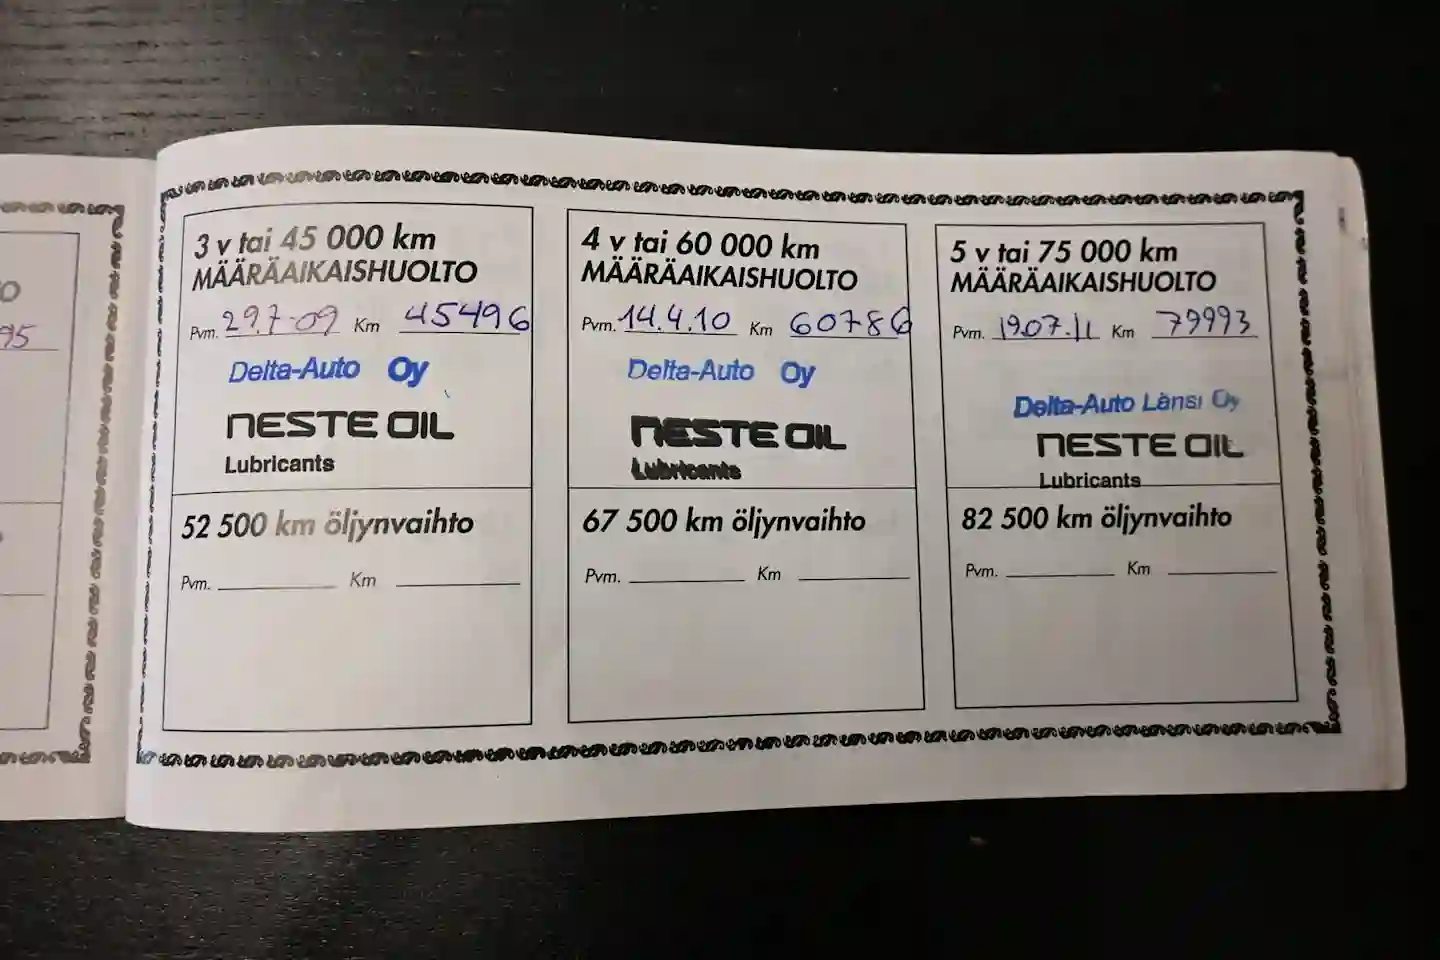 O
95
3 v tai 45 000 km
MÄÄRÄAIKAISHUOLTO
Pvm. 29.7-09 Km 45496
Delta-Auto Oy
NESTE OIL
Lubricants
52 500 km öljynvaihto
Pvm. Km
4 v tai 60 000 km
MÄÄRÄAIKAISHUOLTO
Pvm. 14.4.10 Km 60786
Delta-Auto Oy
NESTE OIL
Lubricants
67 500 km öljynvaihto
Pvm. Km
5 v tai 75 000 km
MÄÄRÄAIKAISHUOLTO
Pvm. 19.07.11 Km 79993
Delta-Auto Länsi Oy
NESTE OIL
Lubricants
82 500 km öljynvaihto
Pvm. Km